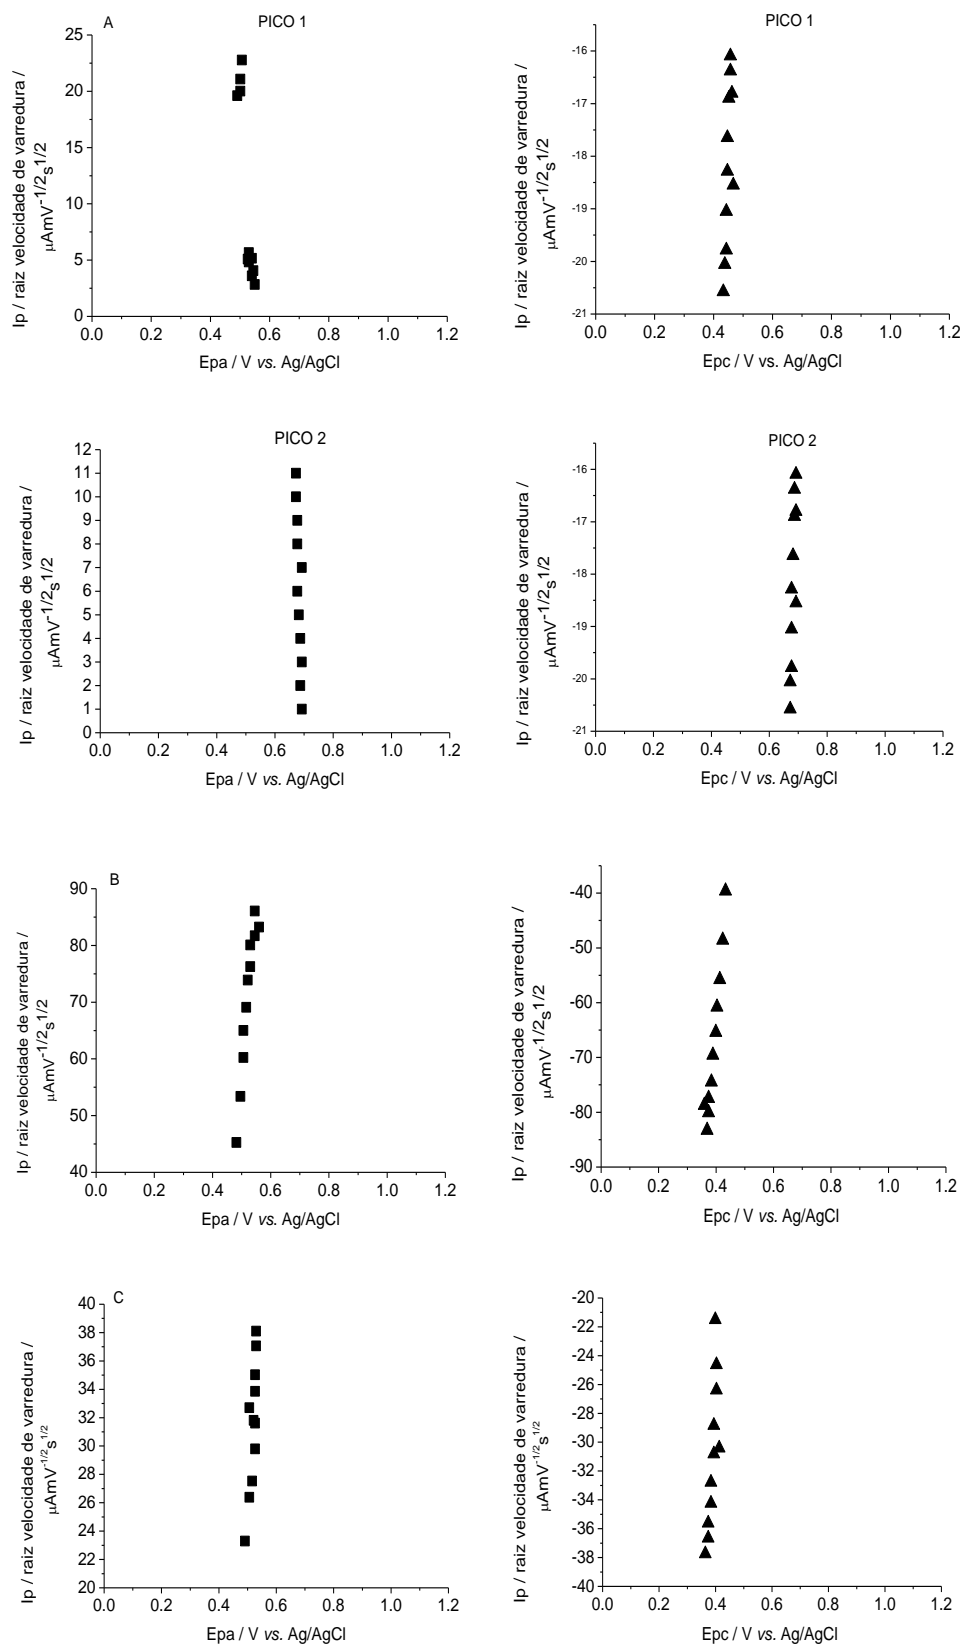 A
PICO 1
Ip / raiz velocidade de varredura /
µAmV-1/2s1/2
25
20
15
10
5
0
0.0 0.2 0.4 0.6 0.8 1.0 1.2
Epa / V vs. Ag/AgCl
PICO 1
Ip / raiz velocidade de varredura /
µAmV-1/2s1/2
-16
-17
-18
-19
-20
-21
0.0 0.2 0.4 0.6 0.8 1.0 1.2
Epc / V vs. Ag/AgCl
PICO 2
Ip / raiz velocidade de varredura /
µAmV-1/2s1/2
12
11
10
9
8
7
6
5
4
3
2
1
0.0 0.2 0.4 0.6 0.8 1.0 1.2
Epa / V vs. Ag/AgCl
PICO 2
Ip / raiz velocidade de varredura /
µAmV-1/2s1/2
-16
-17
-18
-19
-20
-21
0.0 0.2 0.4 0.6 0.8 1.0 1.2
Epc / V vs. Ag/AgCl
B
Ip / raiz velocidade de varredura /
µAmV-1/2s1/2
90
80
70
60
50
40
0.0 0.2 0.4 0.6 0.8 1.0 1.2
Epa / V vs. Ag/AgCl
Ip / raiz velocidade de varredura /
µAmV-1/2s1/2
-40
-50
-60
-70
-80
-90
0.0 0.2 0.4 0.6 0.8 1.0 1.2
Epc / V vs. Ag/AgCl
C
Ip / raiz velocidade de varredura /
µAmV-1/2s1/2
40
38
36
34
32
30
28
26
24
22
20
0.0 0.2 0.4 0.6 0.8 1.0 1.2
Epa / V vs. Ag/AgCl
Ip / raiz velocidade de varredura /
µAmV-1/2s1/2
-20
-22
-24
-26
-28
-30
-32
-34
-36
-38
-40
0.0 0.2 0.4 0.6 0.8 1.0 1.2
Epc / V vs. Ag/AgCl